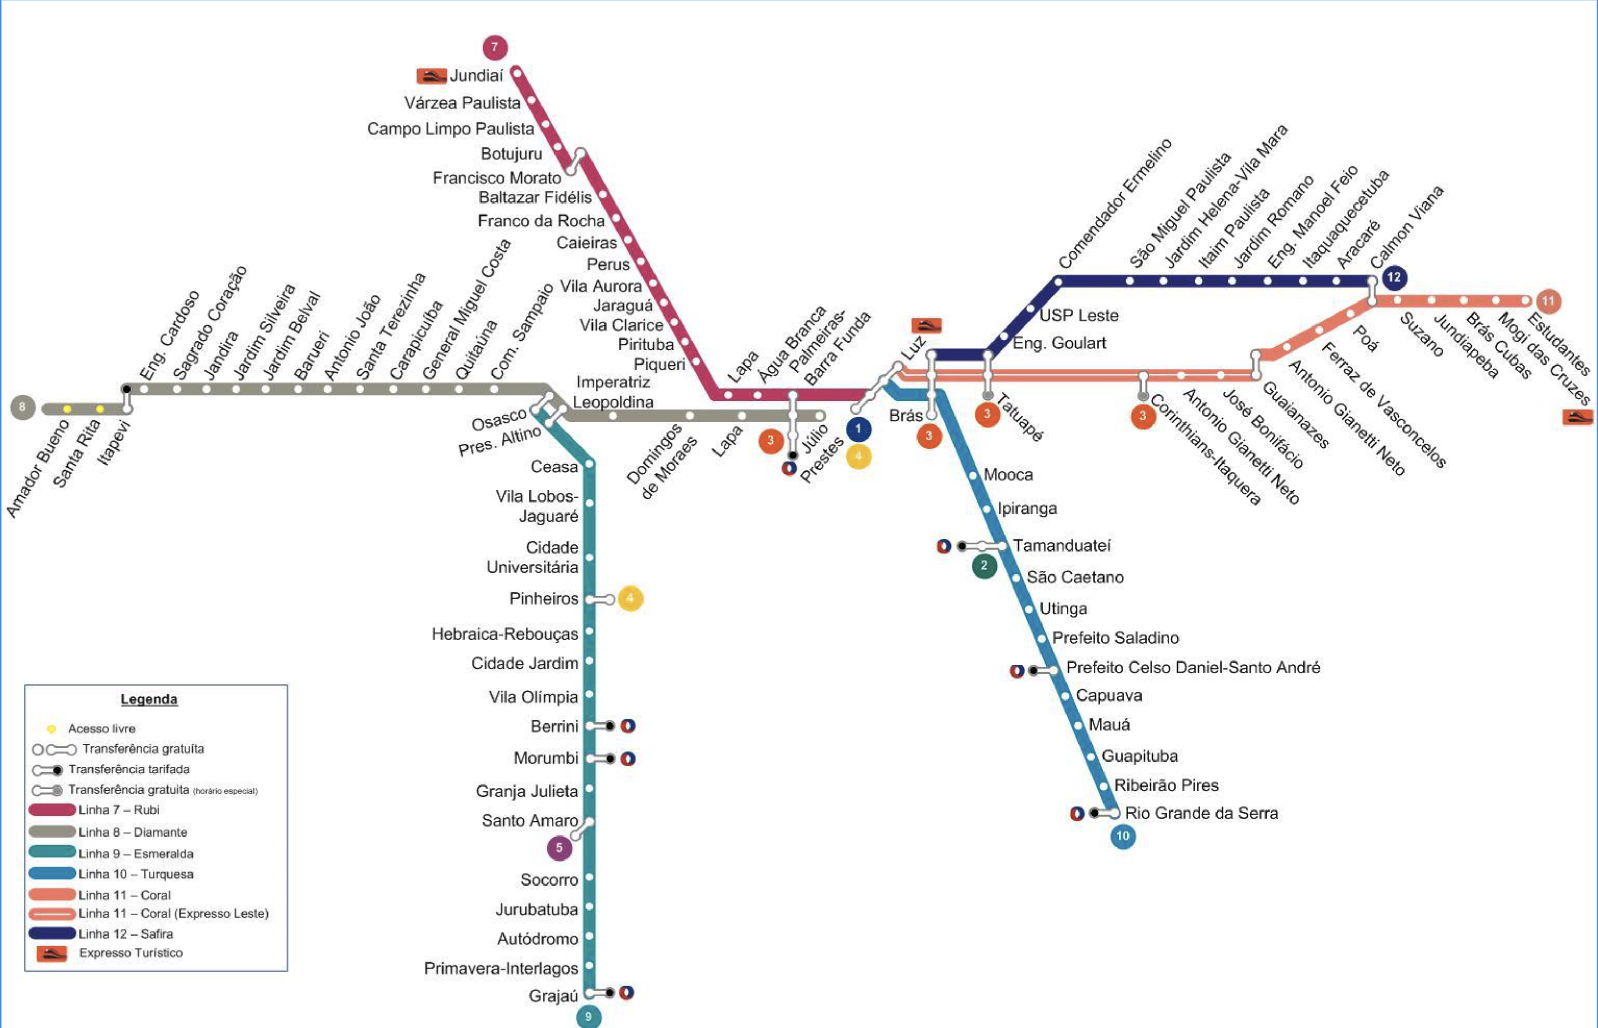 7
Jundiaí
Várzea Paulista
Campo Limpo Paulista
Botujuru
Francisco Morato
Baltazar Fidélis
Franco da Rocha
Caieiras
Perus
Vila Aurora
Jaraguá
Vila Clarice
Pirituba
Piqueri
Lapa
Água Branca
Palmeiras-
Barra Funda
Luz
8
Amador Bueno
Santa Rita
Itapevi
Eng. Cardoso
Sagrado Coração
Jandira
Jardim Silveira
Jardim Belval
Barueri
Antonio João
Santa Terezinha
Carapicuíba
General Miguel Costa
Quitaúna
Com. Sampaio
Osasco
Pres. Altino
Imperatriz
Leopoldina
Domingos
de Moraes
Lapa
Júlio
Prestes
3
1
4
Ceasa
Vila Lobos-
Jaguaré
Cidade
Universitária
Pinheiros
4
Hebraica-Rebouças
Cidade Jardim
Vila Olímpia
Berrini
Morumbi
Granja Julieta
Santo Amaro
5
Socorro
Jurubatuba
Autódromo
Primavera-Interlagos
Grajaú
9
Brás
3
Eng. Goulart
USP Leste
Comendador Ermelino
São Miguel Paulista
Jardim Helena-Vila Mara
Itaim Paulista
Jardim Romano
Eng. Manoel Feio
Itaquaquecetuba
Aracaré
Calmon Viana
12
3
Tatuapé
3
Corinthians-Itaquera
Antonio Gianetti Neto
José Bonifácio
Guaianazes
Antonio Gianetti Neto
Ferraz de Vasconcelos
Poá
Suzano
Jundiapeba
Brás Cubas
Mogi das Cruzes
Estudantes
11
Mooca
Ipiranga
Tamanduateí
2
São Caetano
Utinga
Prefeito Saladino
Prefeito Celso Daniel-Santo André
Capuava
Mauá
Guapituba
Ribeirão Pires
Rio Grande da Serra
10
Legenda
Acesso livre
Transferência gratuíta
Transferência tarifada
Transferência gratuita (horário especial)
Linha 7 – Rubi
Linha 8 – Diamante
Linha 9 – Esmeralda
Linha 10 – Turquesa
Linha 11 – Coral
Linha 11 – Coral (Expresso Leste)
Linha 12 – Safira
Expresso Turístico